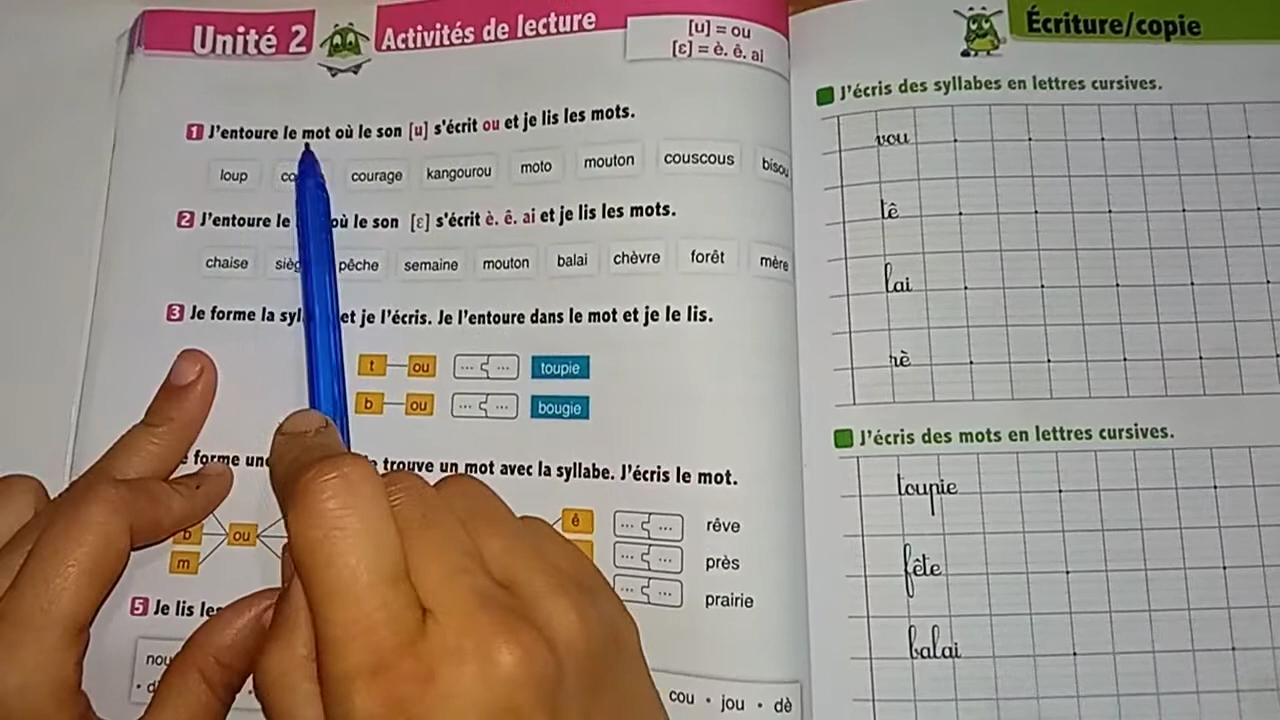 Unité 2
Activités de lecture
[u] = ou
[ɛ] = è. ê. ai
1 J'entoure le mot où le son [u] s'écrit ou et je lis les mots.
loup courage kangourou moto mouton couscous bisou
2 J'entoure le où le son [ɛ] s'écrit è. ê. ai et je lis les mots.
chaise pêche semaine mouton balai chèvre forêt mère
3 Je forme la et je l'écris. Je l'entoure dans le mot et je le lis.
t ou ... ... toupie
b ou ... ... bougie
forme trouve un mot avec la syllabe. J'écris le mot.
ê ... ... rêve
b ou ... ... près
m ... ... prairie
5 Je lis
cou • jou • dè
Écriture/copie
J'écris des syllabes en lettres cursives.
vou
tê
lai
rè
J'écris des mots en lettres cursives.
toupie
fête
balai